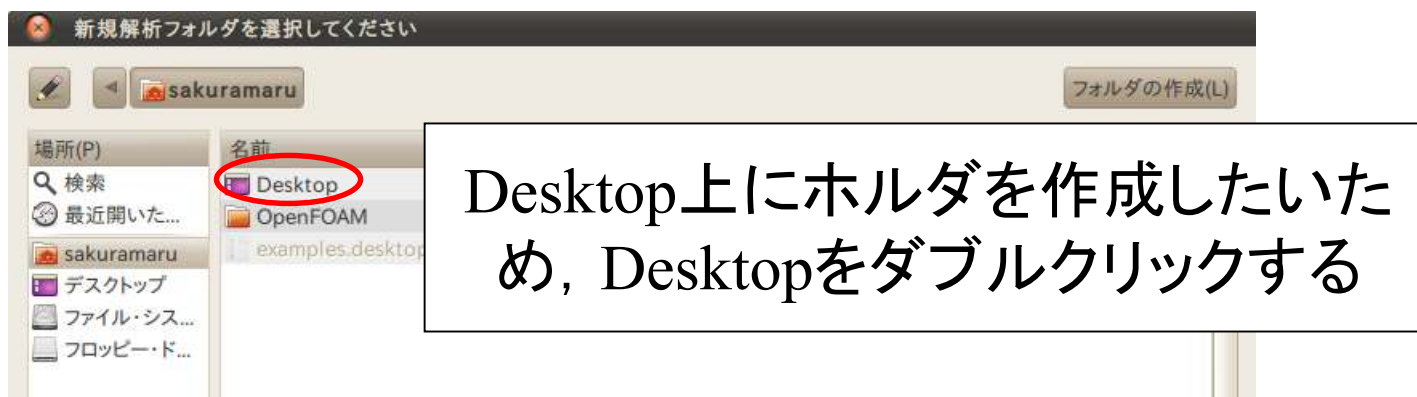 新規解析フォルダを選択してください
sakuramaru
フォルダの作成(L)
場所(P)
検索
最近開いた...
sakuramaru
デスクトップ
ファイル・シス...
フロッピー・ド...
名前
Desktop
OpenFOAM
examples.desktop
Desktop上にホルダを作成したいた
め，Desktopをダブルクリックする